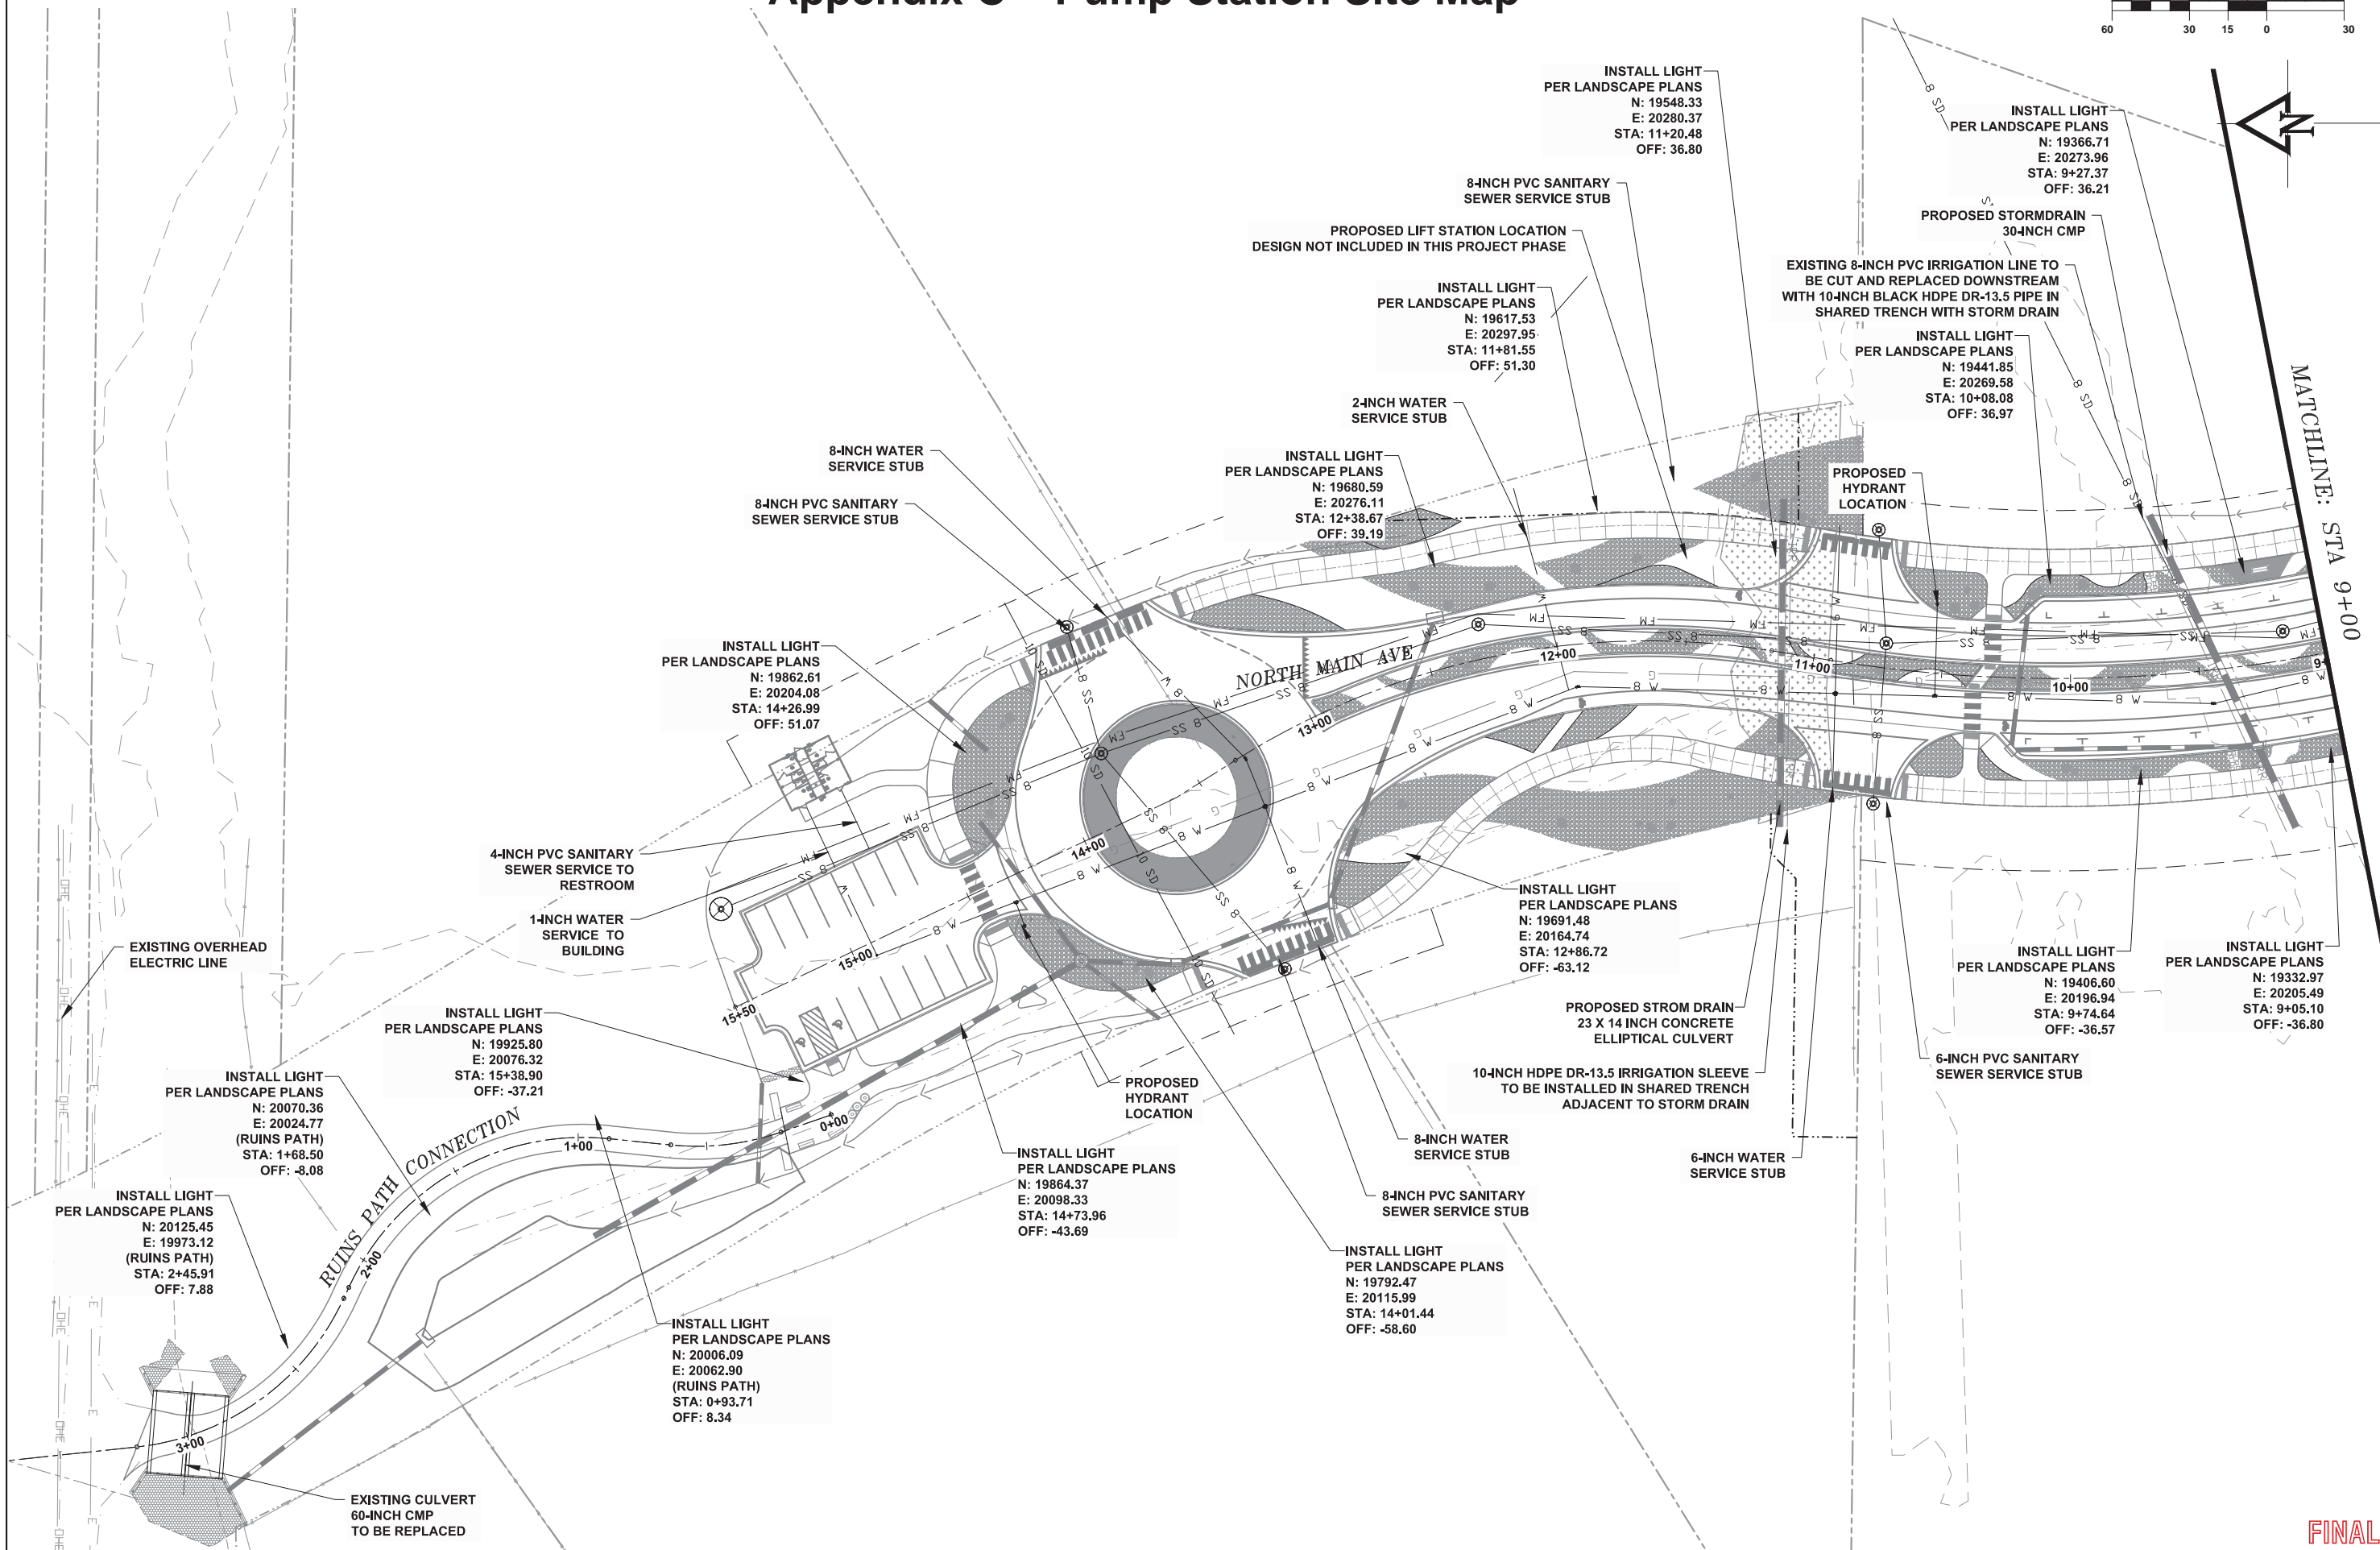 Appendix C – Pump Station Site Map
60 30 15 0 30
N
INSTALL LIGHT
PER LANDSCAPE PLANS
N: 19548.33
E: 20280.37
STA: 11+20.48
OFF: 36.80
INSTALL LIGHT
PER LANDSCAPE PLANS
N: 19366.71
E: 20273.96
STA: 9+27.37
OFF: 36.21
8-INCH PVC SANITARY
SEWER SERVICE STUB
PROPOSED STORMDRAIN
30-INCH CMP
PROPOSED LIFT STATION LOCATION
DESIGN NOT INCLUDED IN THIS PROJECT PHASE
EXISTING 8-INCH PVC IRRIGATION LINE TO
BE CUT AND REPLACED DOWNSTREAM
WITH 10-INCH BLACK HDPE DR-13.5 PIPE IN
SHARED TRENCH WITH STORM DRAIN
INSTALL LIGHT
PER LANDSCAPE PLANS
N: 19617.53
E: 20297.95
STA: 11+81.55
OFF: 51.30
INSTALL LIGHT
PER LANDSCAPE PLANS
N: 19441.85
E: 20269.58
STA: 10+08.08
OFF: 36.97
MATCHLINE: STA 9+00
2-INCH WATER
SERVICE STUB
8-INCH WATER
SERVICE STUB
INSTALL LIGHT
PER LANDSCAPE PLANS
N: 19680.59
E: 20276.11
STA: 12+38.67
OFF: 39.19
PROPOSED
HYDRANT
LOCATION
8-INCH PVC SANITARY
SEWER SERVICE STUB
INSTALL LIGHT
PER LANDSCAPE PLANS
N: 19862.61
E: 20204.08
STA: 14+26.99
OFF: 51.07
NORTH MAIN AVE
12+00
11+00
10+00
13+00
14+00
15+00
15+50
4-INCH PVC SANITARY
SEWER SERVICE TO
RESTROOM
1-INCH WATER
SERVICE TO
BUILDING
INSTALL LIGHT
PER LANDSCAPE PLANS
N: 19691.48
E: 20164.74
STA: 12+86.72
OFF: -63.12
EXISTING OVERHEAD
ELECTRIC LINE
INSTALL LIGHT
PER LANDSCAPE PLANS
N: 19406.60
E: 20196.94
STA: 9+74.64
OFF: -36.57
INSTALL LIGHT
PER LANDSCAPE PLANS
N: 19332.97
E: 20205.49
STA: 9+05.10
OFF: -36.80
INSTALL LIGHT
PER LANDSCAPE PLANS
N: 19925.80
E: 20076.32
STA: 15+38.90
OFF: -37.21
PROPOSED STROM DRAIN
23 X 14 INCH CONCRETE
ELLIPTICAL CULVERT
6-INCH PVC SANITARY
SEWER SERVICE STUB
10-INCH HDPE DR-13.5 IRRIGATION SLEEVE
TO BE INSTALLED IN SHARED TRENCH
ADJACENT TO STORM DRAIN
INSTALL LIGHT
PER LANDSCAPE PLANS
N: 20070.36
E: 20024.77
(RUINS PATH)
STA: 1+68.50
OFF: -8.08
PROPOSED
HYDRANT
LOCATION
0+00
1+00
2+00
3+00
RUINS PATH CONNECTION
8-INCH WATER
SERVICE STUB
6-INCH WATER
SERVICE STUB
INSTALL LIGHT
PER LANDSCAPE PLANS
N: 19864.37
E: 20098.33
STA: 14+73.96
OFF: -43.69
8-INCH PVC SANITARY
SEWER SERVICE STUB
INSTALL LIGHT
PER LANDSCAPE PLANS
N: 20125.45
E: 19973.12
(RUINS PATH)
STA: 2+45.91
OFF: 7.88
INSTALL LIGHT
PER LANDSCAPE PLANS
N: 19792.47
E: 20115.99
STA: 14+01.44
OFF: -58.60
INSTALL LIGHT
PER LANDSCAPE PLANS
N: 20006.09
E: 20062.90
(RUINS PATH)
STA: 0+93.71
OFF: 8.34
EXISTING CULVERT
60-INCH CMP
TO BE REPLACED
FINAL